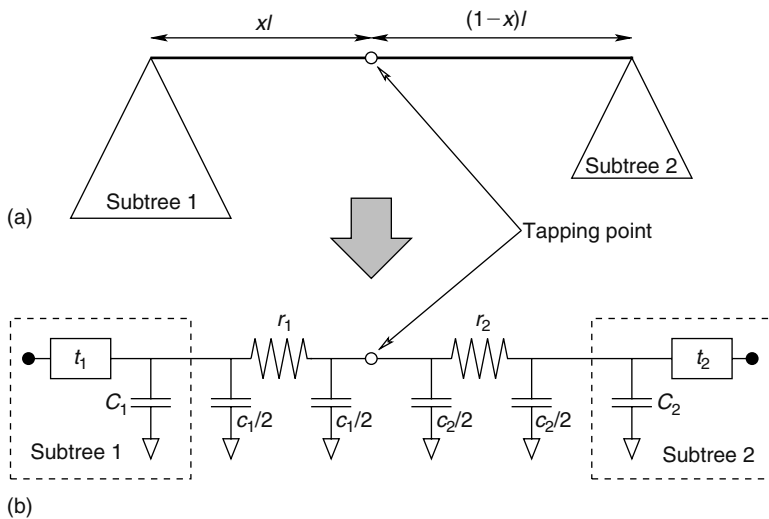 xl
(1−x)l
Subtree 1
Subtree 2
(a)
Tapping point
r₁
r₂
t₁
t₂
C₁
c₁/2
c₁/2
c₂/2
c₂/2
C₂
Subtree 1
Subtree 2
(b)